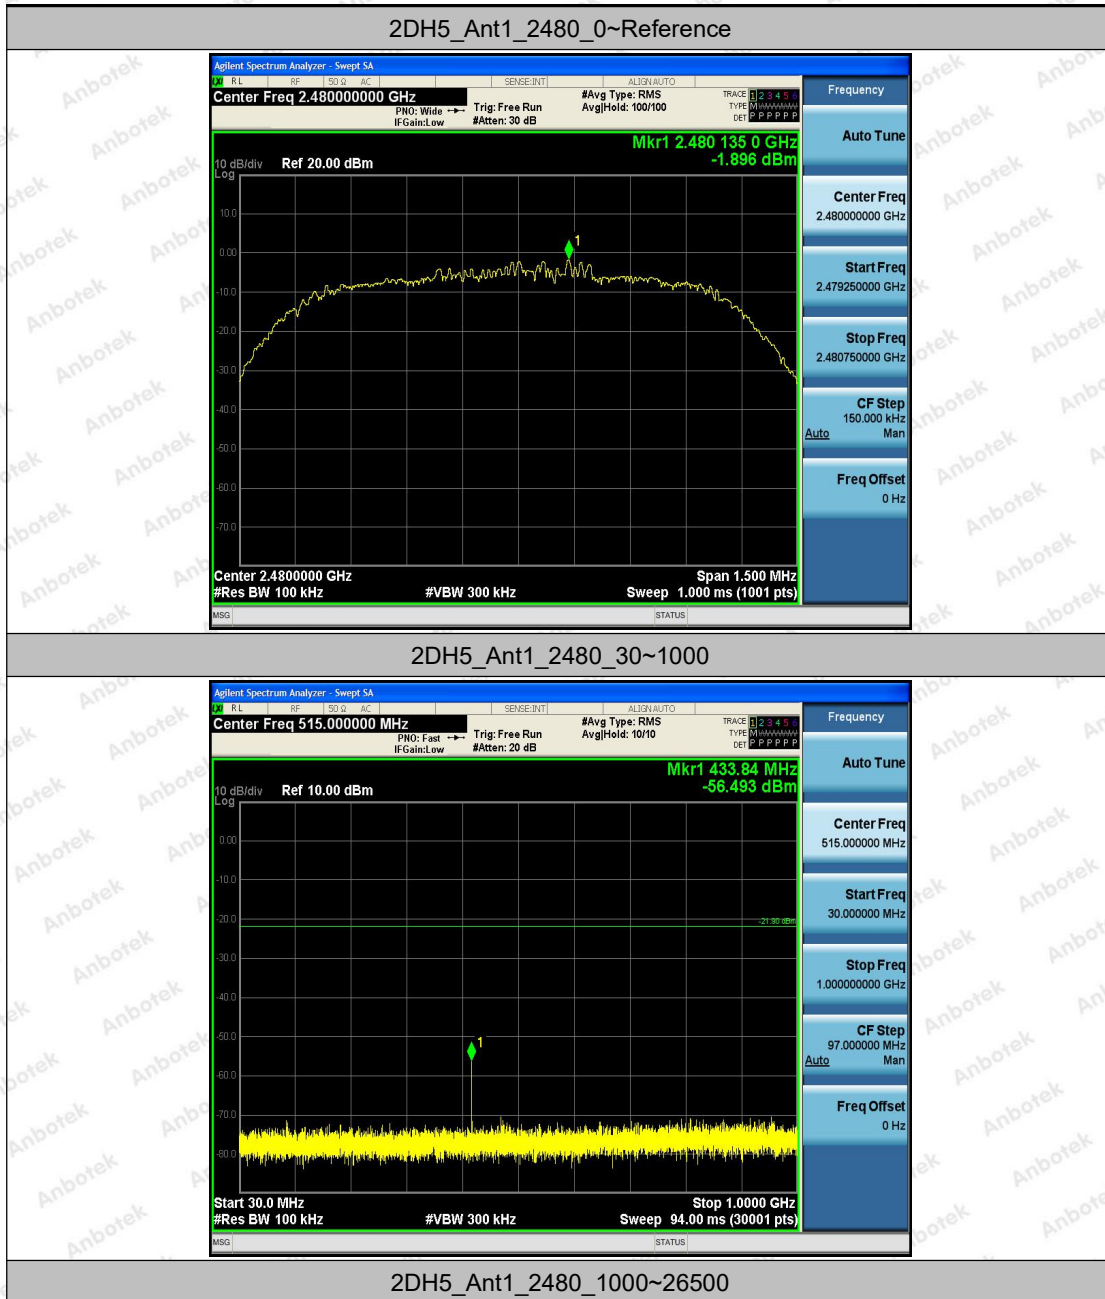 2DH5_Ant1_2480_0~Reference
Agilent Spectrum Analyzer - Swept SA
RL RF 50 Ω AC SENSE:INT ALIGN AUTO
Center Freq 2.480000000 GHz
PNO: Wide
IFGain:Low
Trig: Free Run
#Atten: 30 dB
#Avg Type: RMS
Avg|Hold: 100/100
TRACE 1 2 3 4 5 6
TYPE M
DET P P P P P P
Mkr1 2.480 135 0 GHz
-1.896 dBm
10 dB/div Ref 20.00 dBm
Log
10.0
0.00
-10.0
-20.0
-30.0
-40.0
-50.0
-60.0
-70.0
1
Center 2.4800000 GHz Span 1.500 MHz
#Res BW 100 kHz #VBW 300 kHz Sweep 1.000 ms (1001 pts)
MSG STATUS
Frequency
Auto Tune
Center Freq
2.480000000 GHz
Start Freq
2.479250000 GHz
Stop Freq
2.480750000 GHz
CF Step
150.000 kHz
Auto Man
Freq Offset
0 Hz
2DH5_Ant1_2480_30~1000
Agilent Spectrum Analyzer - Swept SA
RL RF 50 Ω AC SENSE:INT ALIGN AUTO
Center Freq 515.000000 MHz
PNO: Fast
IFGain:Low
Trig: Free Run
#Atten: 20 dB
#Avg Type: RMS
Avg|Hold: 10/10
TRACE 1 2 3 4 5 6
TYPE M
DET P P P P P P
Mkr1 433.84 MHz
-56.493 dBm
10 dB/div Ref 10.00 dBm
Log
0.00
-10.0
-20.0
-30.0
-40.0
-50.0
-60.0
-70.0
-80.0
-21.90 dBm
1
Start 30.0 MHz Stop 1.0000 GHz
#Res BW 100 kHz #VBW 300 kHz Sweep 94.00 ms (30001 pts)
MSG STATUS
Frequency
Auto Tune
Center Freq
515.000000 MHz
Start Freq
30.000000 MHz
Stop Freq
1.000000000 GHz
CF Step
97.000000 MHz
Auto Man
Freq Offset
0 Hz
2DH5_Ant1_2480_1000~26500